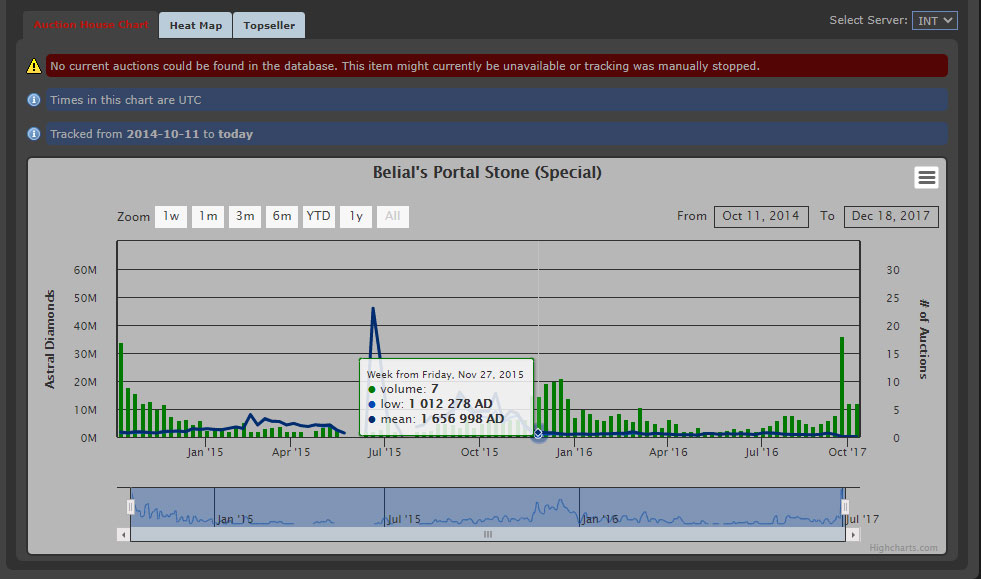 Auction House Chart Heat Map Topseller Select Server: INT
No current auctions could be found in the database. This item might currently be unavailable or tracking was manually stopped.
Times in this chart are UTC
Tracked from 2014-10-11 to today
Belial's Portal Stone (Special)
Zoom 1w 1m 3m 6m YTD 1y All From Oct 11, 2014 To Dec 18, 2017
Astral Diamonds
60M
50M
40M
30M
20M
10M
0M
30
25
20
15
10
5
0
# of Auctions
Week from Friday, Nov 27, 2015
volume: 7
low: 1 012 278 AD
mean: 1 656 998 AD
Jan '15 Apr '15 Jul '15 Oct '15 Jan '16 Apr '16 Jul '16 Oct '17
Jan '15 Jul '15 Jan '16 Jul '17
Highcharts.com